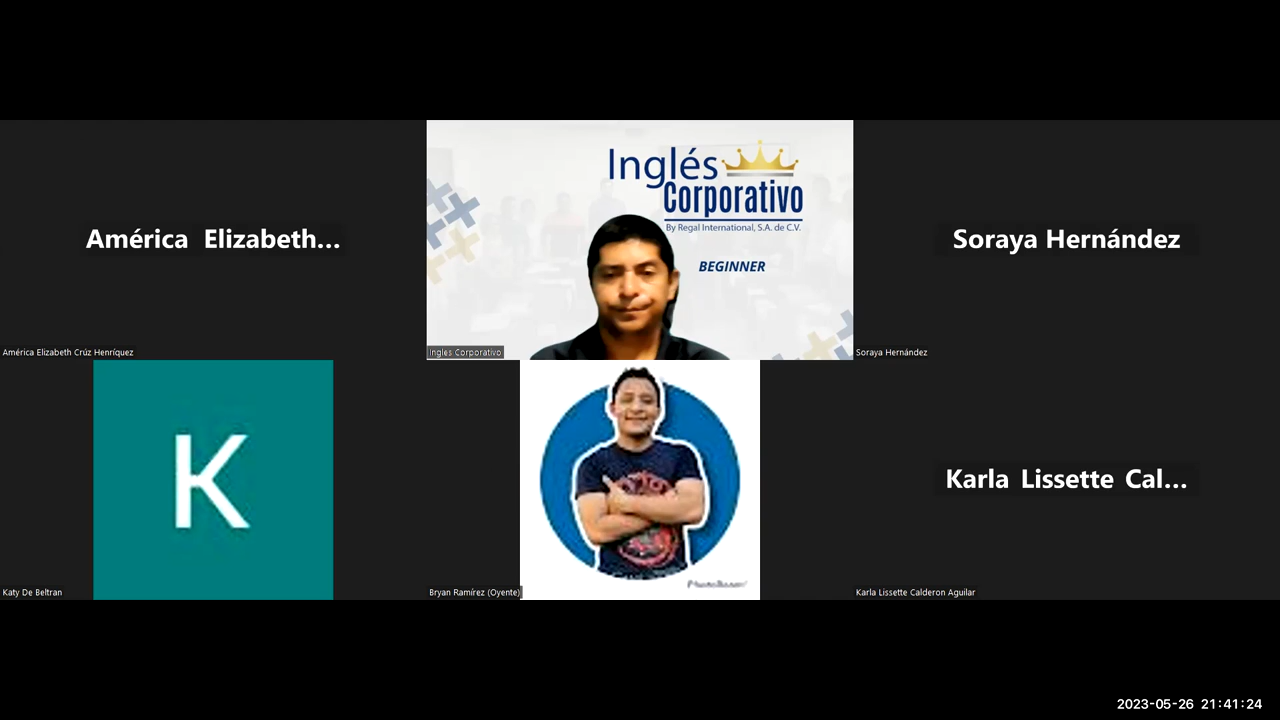 América Elizabeth...
América Elizabeth Crúz Henríquez
Inglés
Corporativo
By Regal International, S.A. de C.V.
BEGINNER
Ingles Corporativo
Soraya Hernández
Soraya Hernández
K
Katy De Beltran
Bryan Ramírez (Oyente)
Karla Lissette Cal...
Karla Lissette Calderon Aguilar
2023-05-26 21:41:24